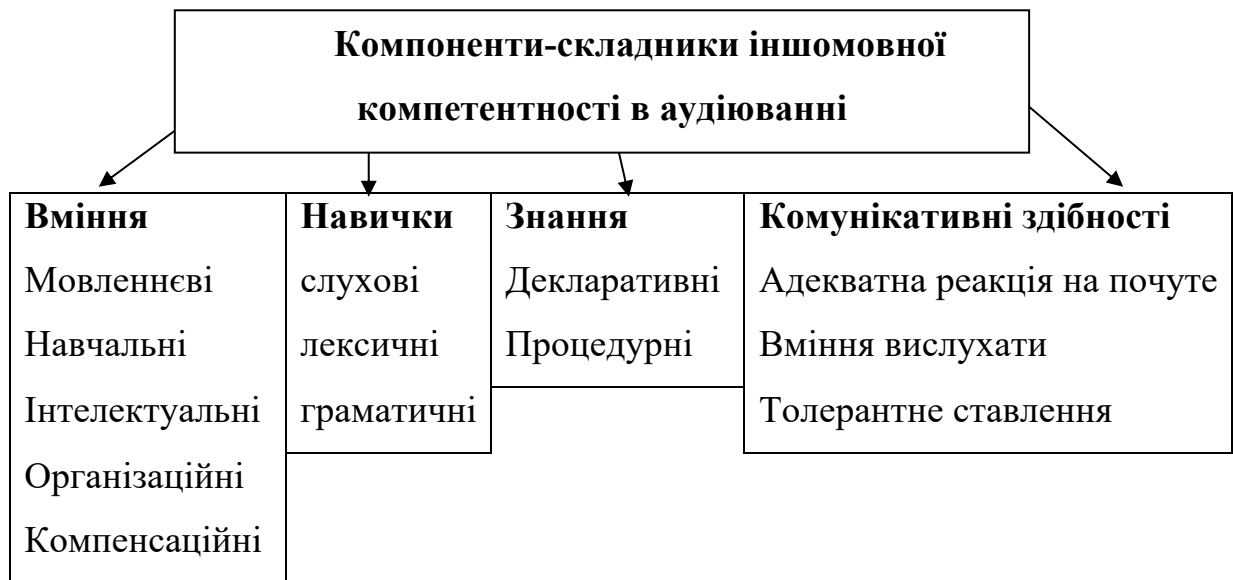 Компоненти-складники іншомовної
компетентності в аудіюванні
Вміння
Мовленнєві
Навчальні
Інтелектуальні
Організаційні
Компенсаційні
Навички
слухові
лексичні
граматичні
Знання
Декларативні
Процедурні
Комунікативні здібності
Адекватна реакція на почуте
Вміння вислухати
Толерантне ставлення